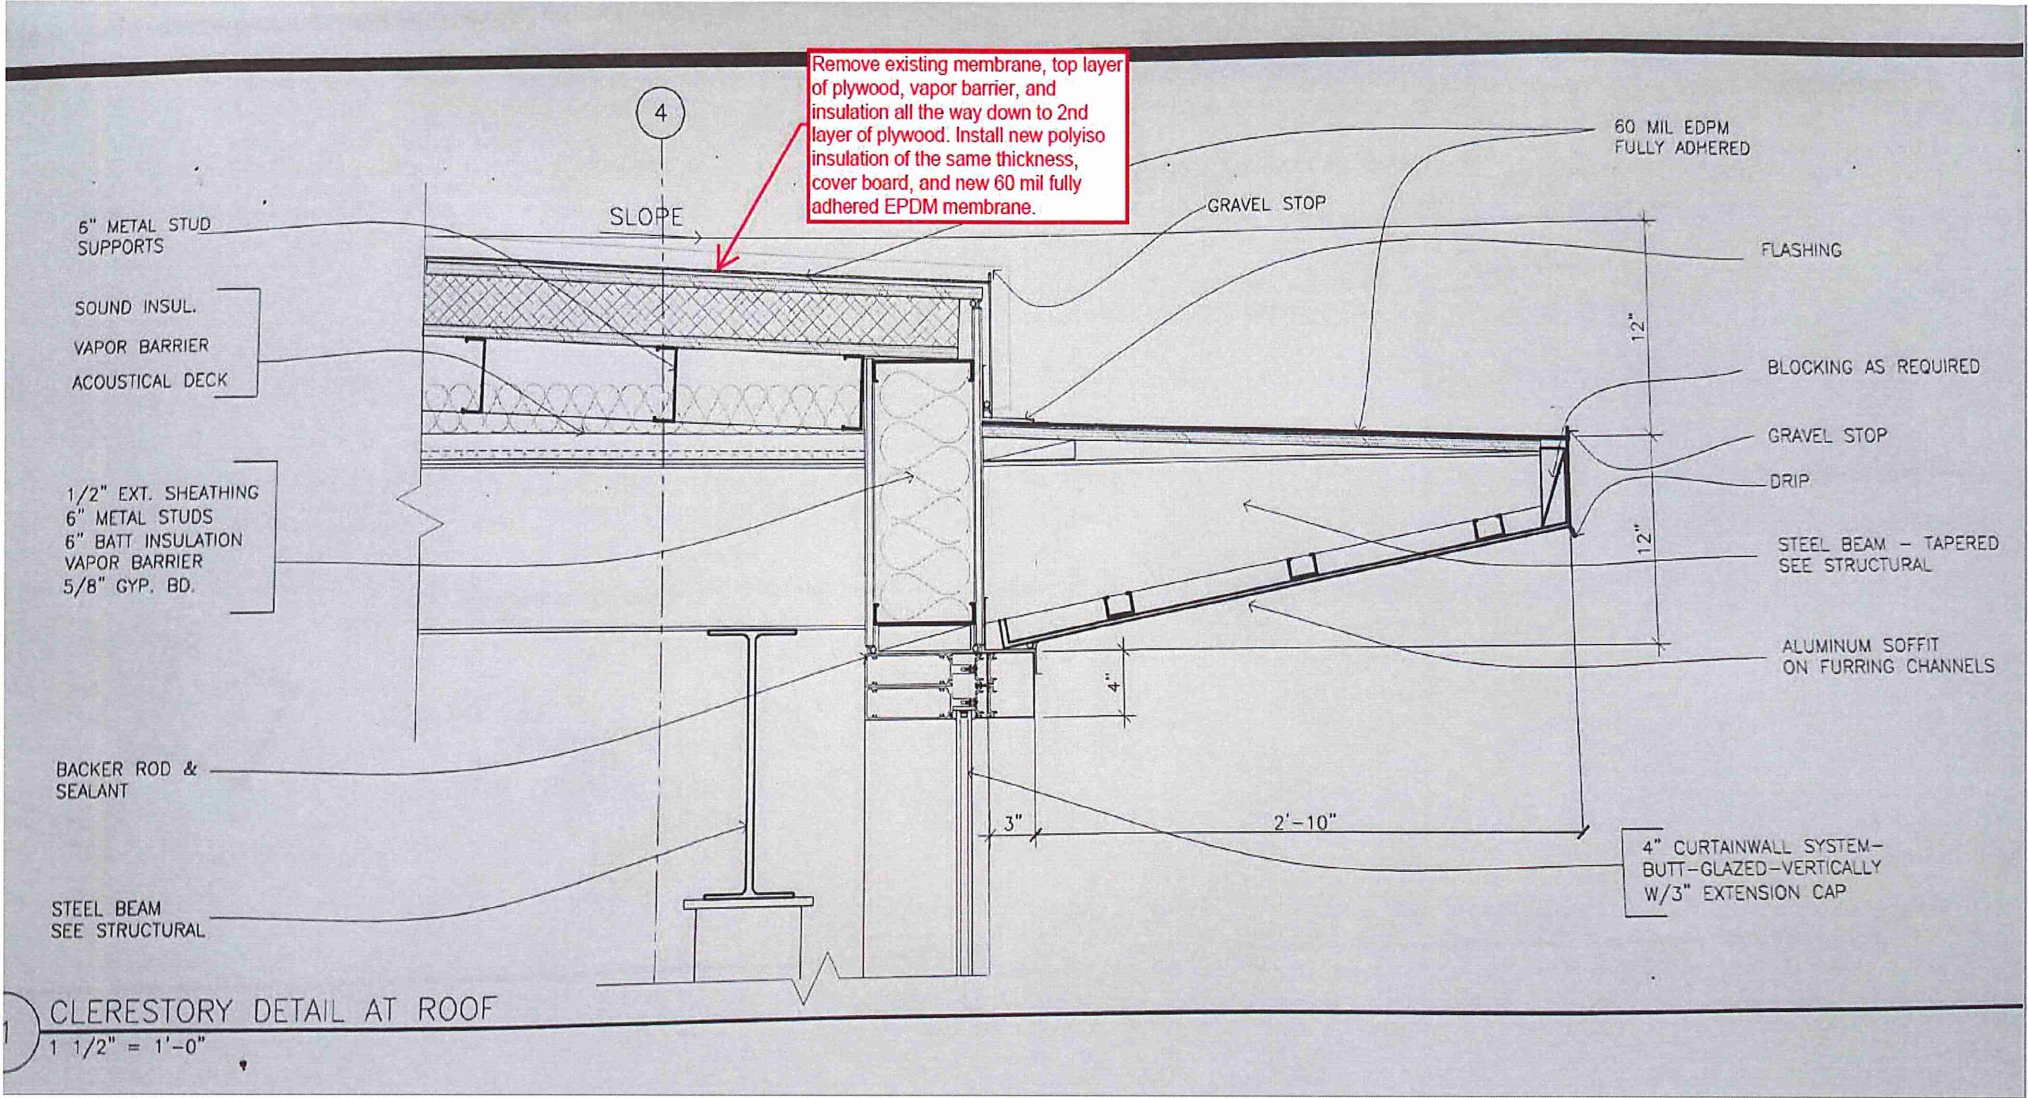 Remove existing membrane, top layer
of plywood, vapor barrier, and
insulation all the way down to 2nd
layer of plywood. Install new polyiso
insulation of the same thickness,
cover board, and new 60 mil fully
adhered EPDM membrane.
4
60 MIL EDPM
FULLY ADHERED
SLOPE
GRAVEL STOP
6" METAL STUD
SUPPORTS
FLASHING
SOUND INSUL.
VAPOR BARRIER
ACOUSTICAL DECK
12"
BLOCKING AS REQUIRED
GRAVEL STOP
DRIP
1/2" EXT. SHEATHING
6" METAL STUDS
6" BATT INSULATION
VAPOR BARRIER
5/8" GYP. BD.
12"
STEEL BEAM - TAPERED
SEE STRUCTURAL
ALUMINUM SOFFIT
ON FURRING CHANNELS
4"
BACKER ROD &
SEALANT
3"
2'-10"
4" CURTAINWALL SYSTEM-
BUTT-GLAZED-VERTICALLY
W/3" EXTENSION CAP
STEEL BEAM
SEE STRUCTURAL
1
CLERESTORY DETAIL AT ROOF
1 1/2" = 1'-0"